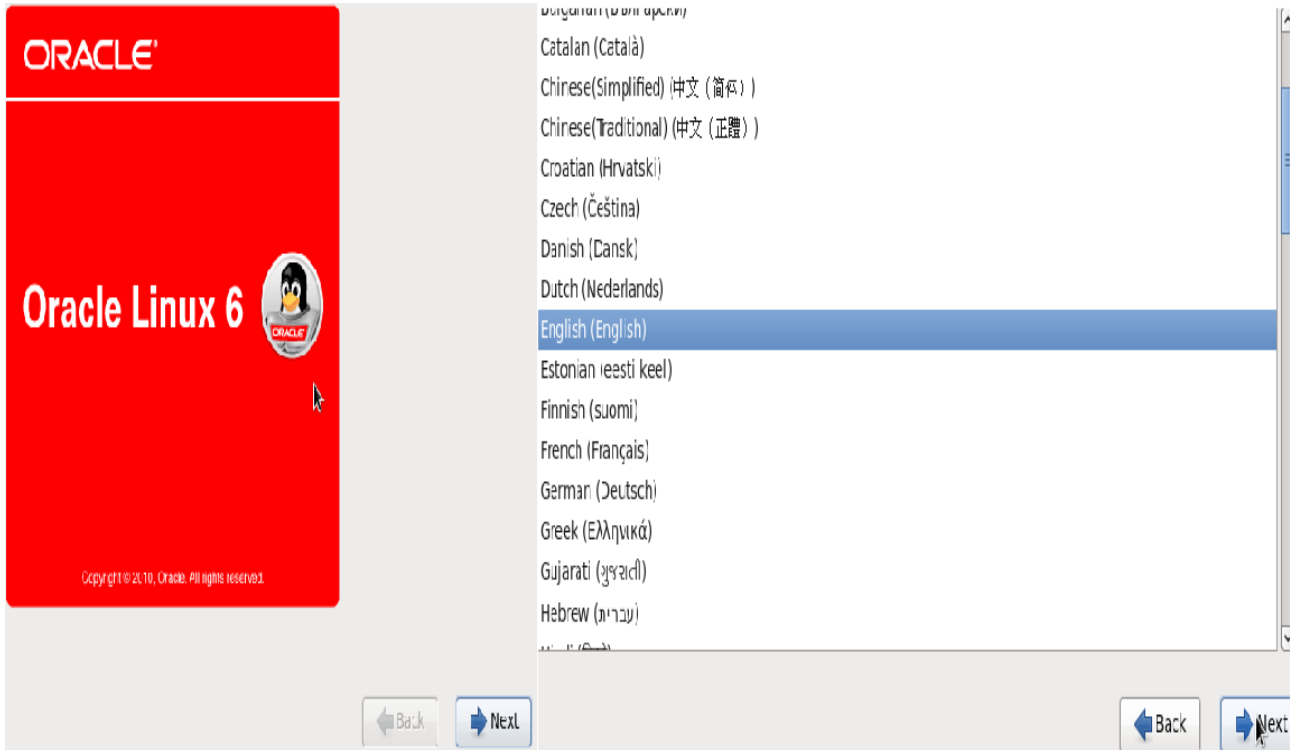 ORACLE
Oracle Linux 6
ORACLE
Copyright © 2010, Oracle. All rights reserved.
Back
Next
Bulgarian (Български)
Catalan (Català)
Chinese(Simplified) (中文（简体）)
Chinese(Traditional) (中文（正體）)
Croatian (Hrvatski)
Czech (Čeština)
Danish (Dansk)
Dutch (Nederlands)
English (English)
Estonian (eesti keel)
Finnish (suomi)
French (Français)
German (Deutsch)
Greek (Ελληνικά)
Gujarati (ગુજરાતી)
Hebrew (עברית)
Back
Next